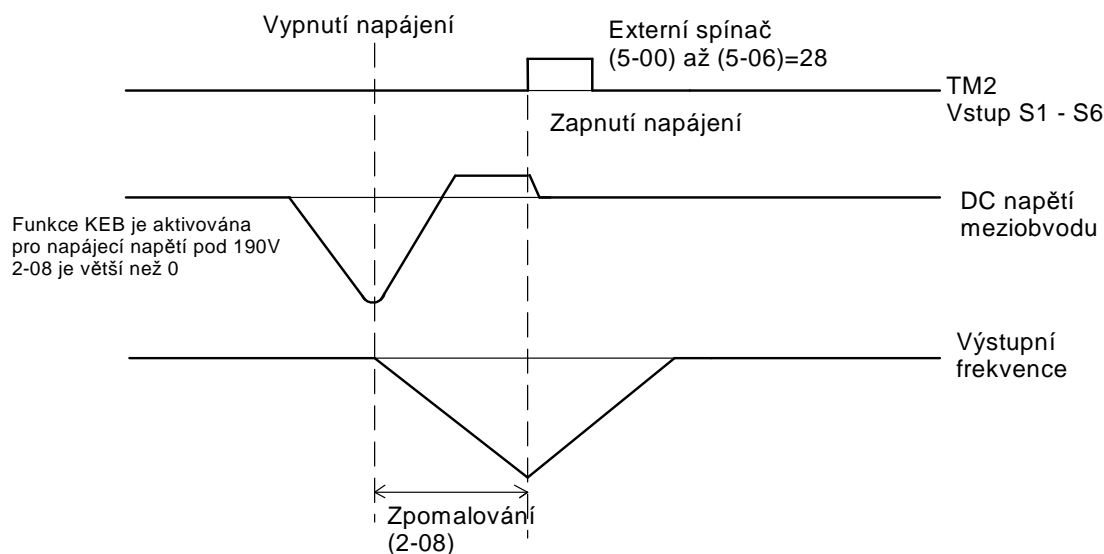 Vypnutí napájení
Externí spínač
(5-00) až (5-06)=28
TM2
Vstup S1 - S6
Zapnutí napájení
DC napětí
meziobvodu
Funkce KEB je aktivována
pro napájecí napětí pod 190V
2-08 je větší než 0
Výstupní
frekvence
Zpomalování
(2-08)